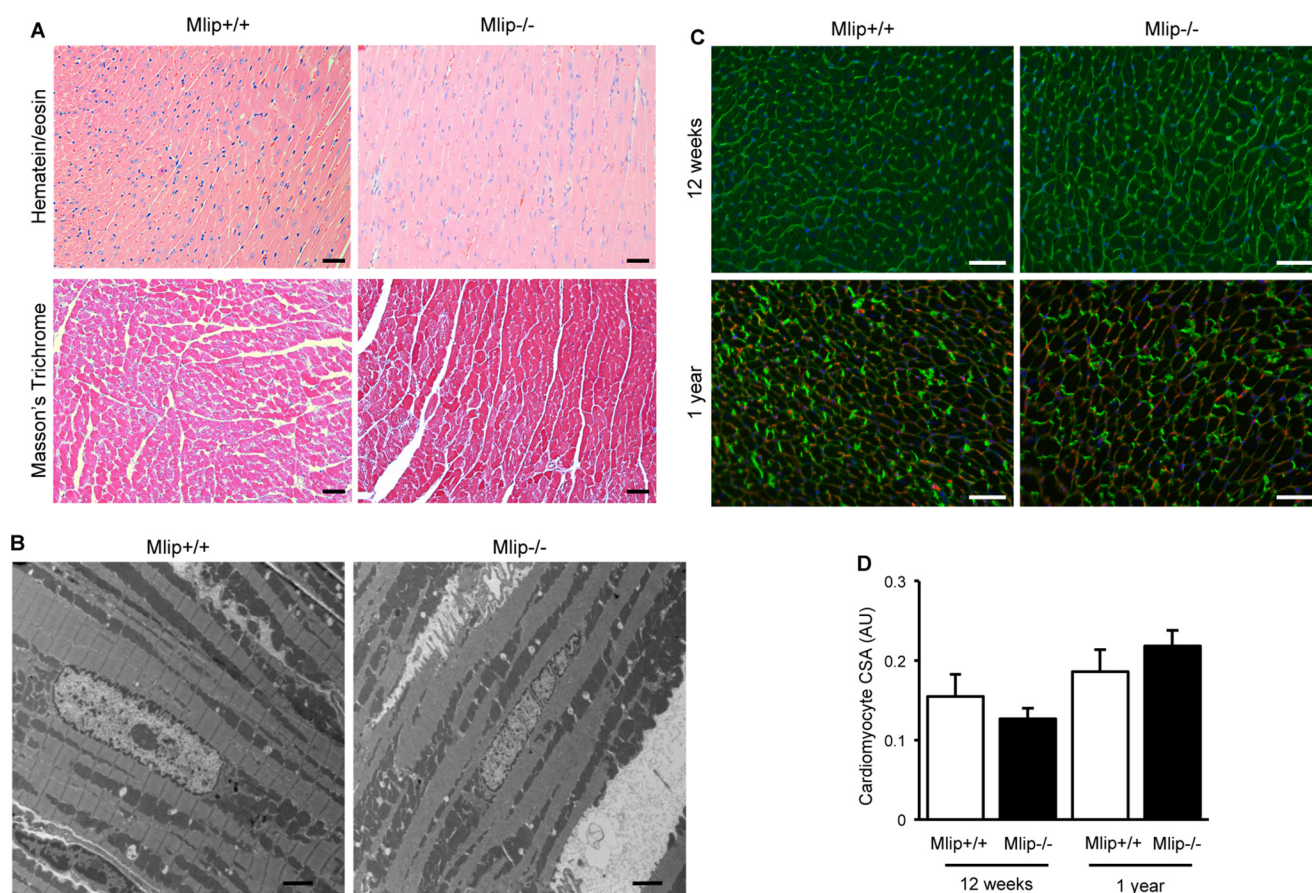 A
Mlip+/+
Mlip-/-
Hematein/eosin
Masson's Trichrome
B
Mlip+/+
Mlip-/-
C
Mlip+/+
Mlip-/-
12 weeks
1 year
D
Cardiomyocyte CSA (AU)
0.3
0.2
0.1
0
Mlip+/+ Mlip-/- Mlip+/+ Mlip-/-
12 weeks 1 year